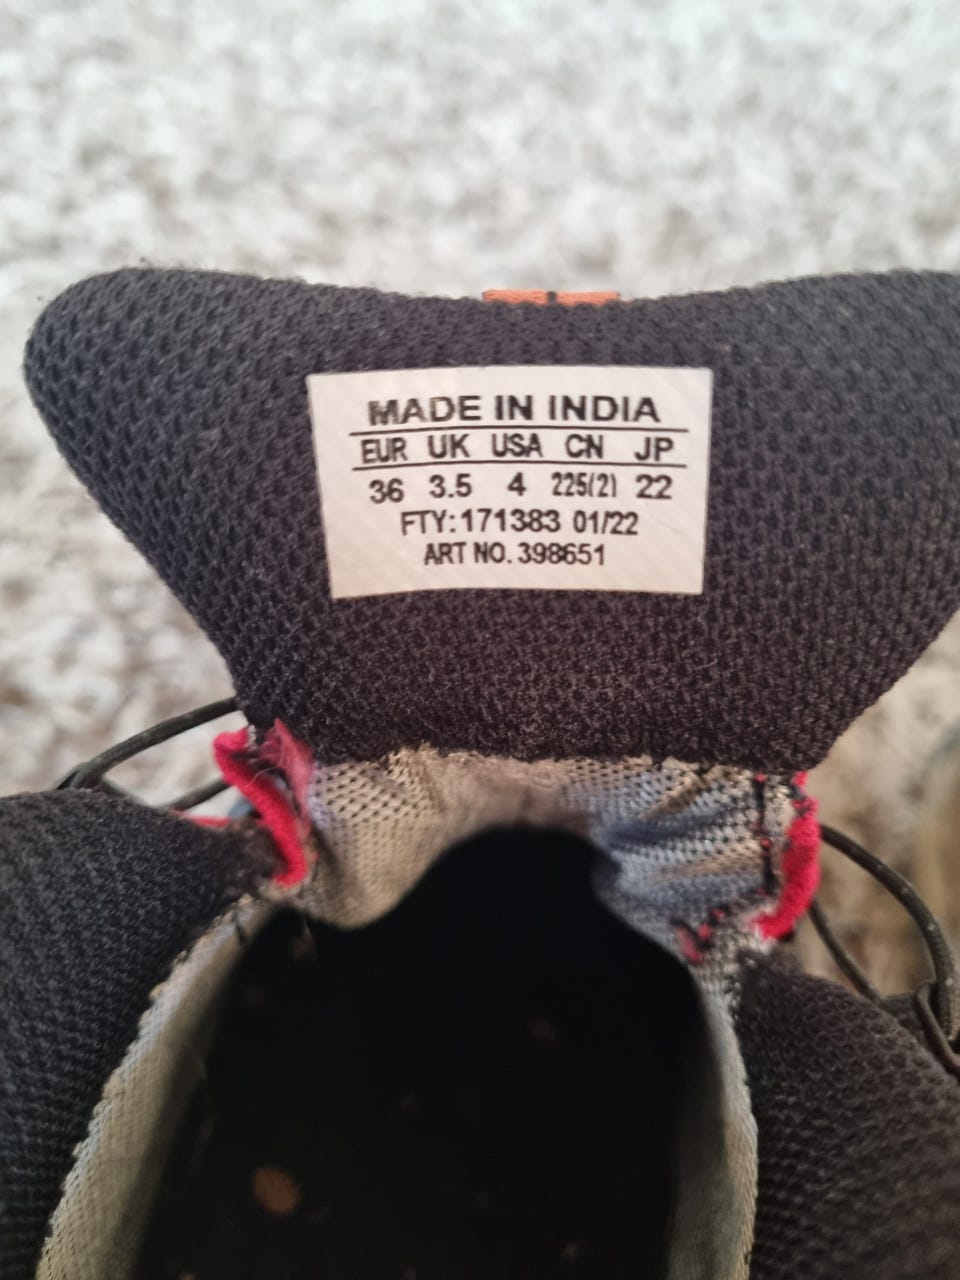 MADE IN INDIA
EUR UK USA CN JP
36 3.5 4 225(2) 22
FTY: 171383 01/22
ART NO. 398651